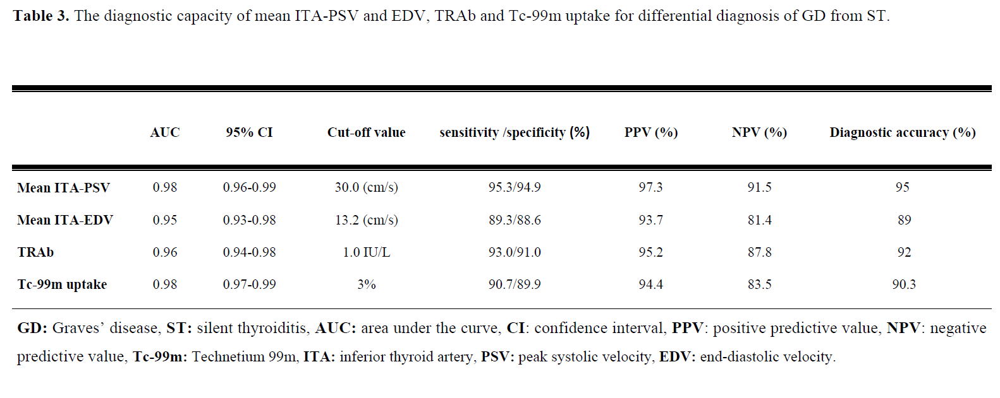 Table 3. The diagnostic capacity of mean ITA-PSV and EDV, TRAb and Tc-99m uptake for differential diagnosis of GD from ST.
AUC 95% CI Cut-off value sensitivity /specificity (%) PPV (%) NPV (%) Diagnostic accuracy (%)
Mean ITA-PSV 0.98 0.96-0.99 30.0 (cm/s) 95.3/94.9 97.3 91.5 95
Mean ITA-EDV 0.95 0.93-0.98 13.2 (cm/s) 89.3/88.6 93.7 81.4 89
TRAb 0.96 0.94-0.98 1.0 IU/L 93.0/91.0 95.2 87.8 92
Tc-99m uptake 0.98 0.97-0.99 3% 90.7/89.9 94.4 83.5 90.3
GD: Graves’ disease, ST: silent thyroiditis, AUC: area under the curve, CI: confidence interval, PPV: positive predictive value, NPV: negative
predictive value, Tc-99m: Technetium 99m, ITA: inferior thyroid artery, PSV: peak systolic velocity, EDV: end-diastolic velocity.